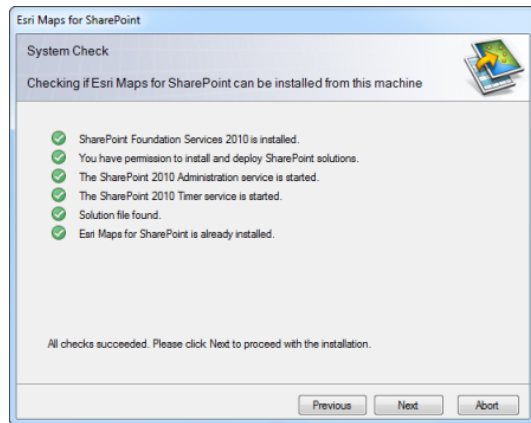 Esri Maps for SharePoint
System Check
Checking if Esri Maps for SharePoint can be installed from this machine
SharePoint Foundation Services 2010 is installed.
You have permission to install and deploy SharePoint solutions.
The SharePoint 2010 Administration service is started.
The SharePoint 2010 Timer service is started.
Solution file found.
Esri Maps for SharePoint is already installed.
All checks succeeded. Please click Next to proceed with the installation.
Previous Next Abort